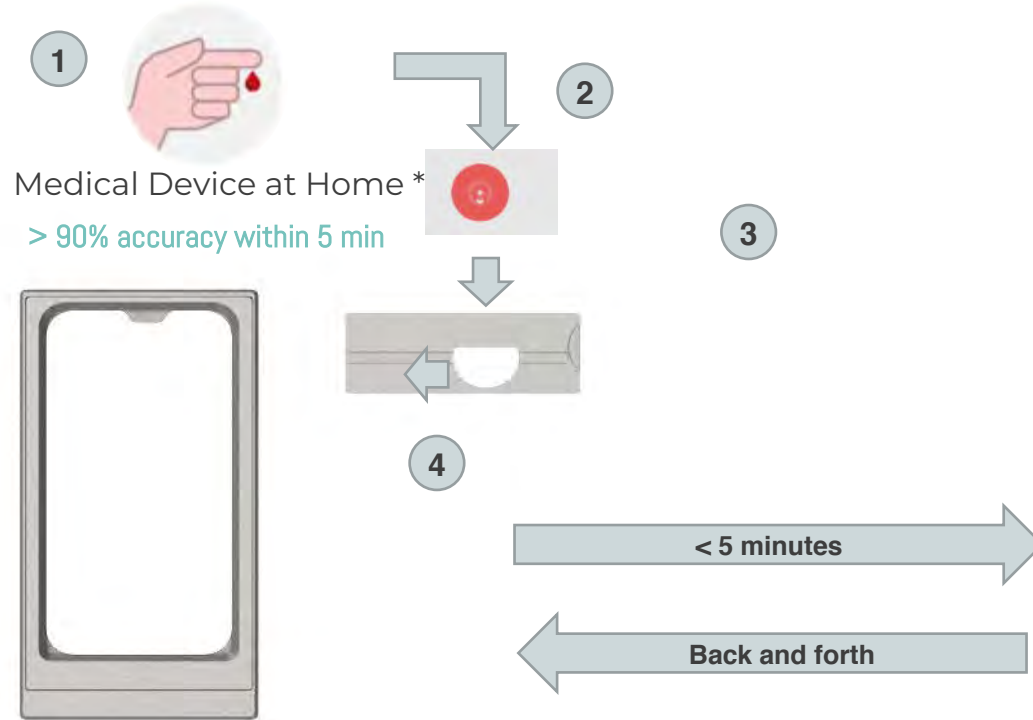 1
2
Medical Device at Home *
> 90% accuracy within 5 min
3
4
< 5 minutes
Back and forth